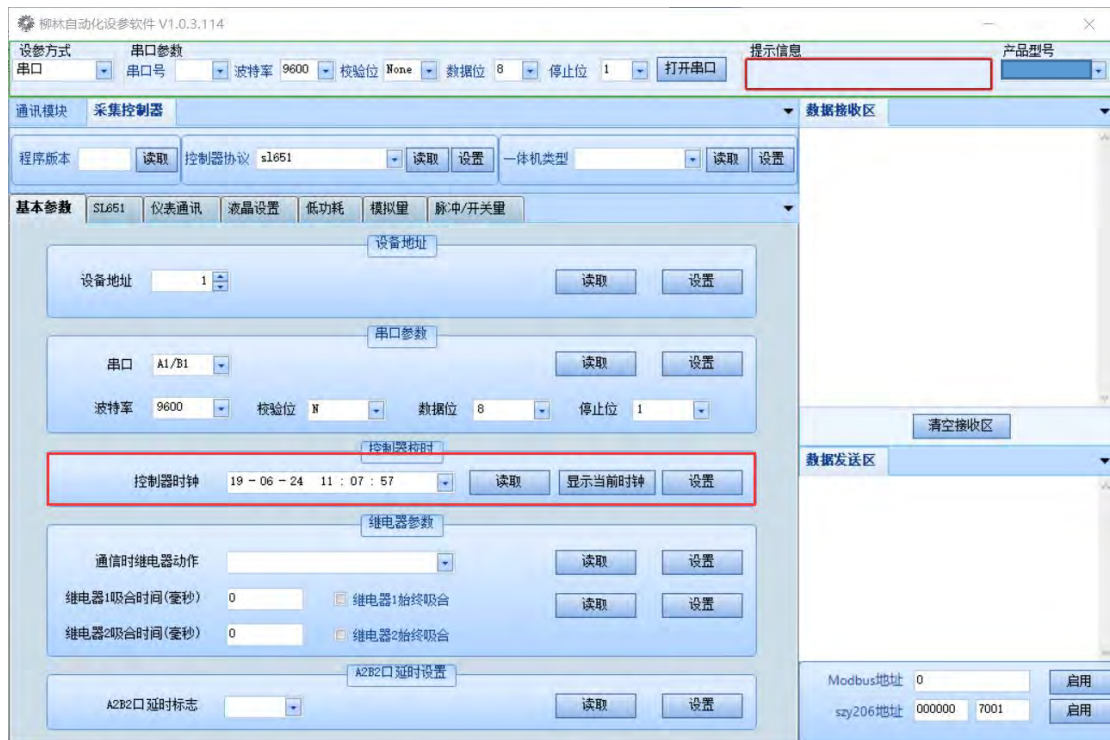 柳林自动化设参软件 V1.0.3.114
设参方式 串口参数 提示信息 产品型号
串口 串口号 波特率 9600 校验位 None 数据位 8 停止位 1 打开串口
通讯模块 采集控制器 数据接收区
程序版本 读取 控制器协议 sl651 读取 设置 一体机类型 读取 设置
基本参数 SL651 仪表通讯 液晶设置 低功耗 模拟量 脉冲/开关量
设备地址
设备地址 1 读取 设置
串口参数
串口 A1/B1 读取 设置
波特率 9600 校验位 N 数据位 8 停止位 1
清空接收区
控制器校时
数据发送区
控制器时钟 19 - 06 - 24 11 : 07 : 57 读取 显示当前时钟 设置
继电器参数
通信时继电器动作 读取 设置
继电器1吸合时间(毫秒) 0 继电器1始终吸合 读取 设置
继电器2吸合时间(毫秒) 0 继电器2始终吸合
A2B2口延时设置
Modbus地址 0 启用
A2B2口延时标志 读取 设置
szy206地址 000000 7001 启用